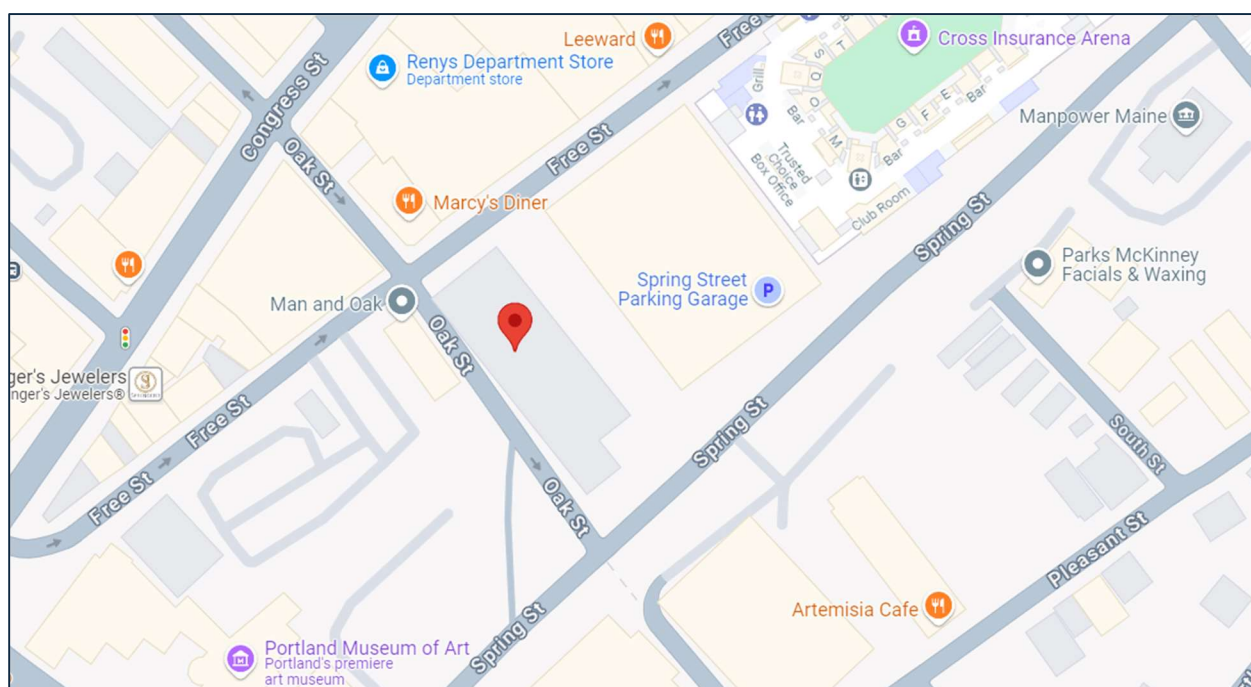 Leeward
Free St
Renys Department Store
Department store
Cross Insurance Arena
Congress St
Oak St
Grill
Bar
S
T
Q
O
M
Bar
Bar
G
F
E
Bar
Manpower Maine
Free St
Trusted
Choice
Box Office
Club Room
Marcy's Diner
Spring St
Parks McKinney
Facials & Waxing
Spring Street
Parking Garage
P
Man and Oak
Oak St
ger's Jewelers
nger's Jewelers®
Free St
Spring St
South St
Free St
Oak St
Pleasant St
Artemisia Cafe
Portland Museum of Art
Portland's premiere
art museum
Spring St